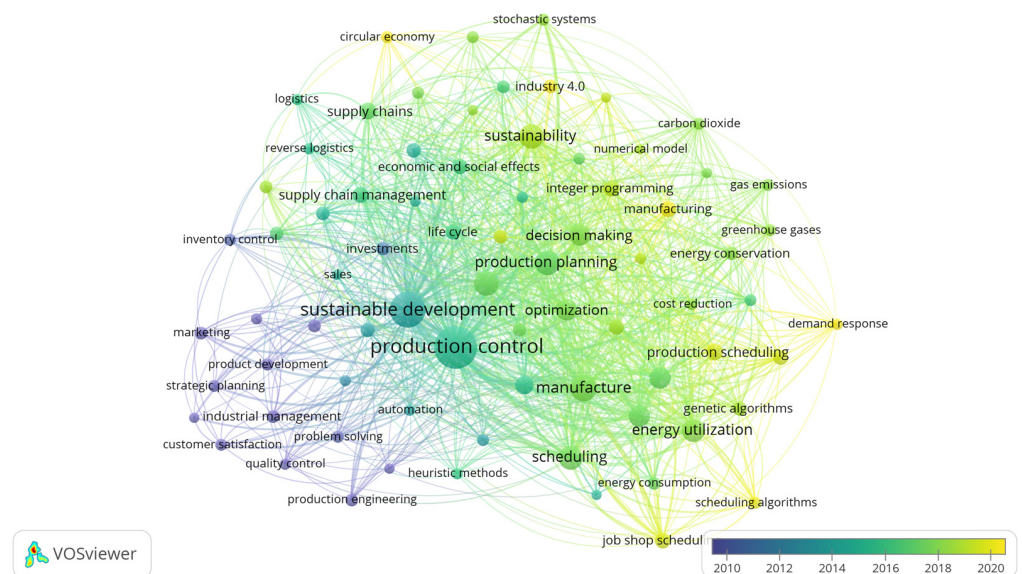 stochastic systems
circular economy
industry 4.0
logistics
supply chains
carbon dioxide
sustainability
reverse logistics
numerical model
economic and social effects
gas emissions
integer programming
supply chain management
manufacturing
life cycle
greenhouse gases
decision making
inventory control
investments
energy conservation
production planning
sales
cost reduction
sustainable development
optimization
demand response
marketing
production control
production scheduling
product development
strategic planning
manufacture
automation
genetic algorithms
industrial management
energy utilization
problem solving
customer satisfaction
scheduling
quality control
heuristic methods
energy consumption
production engineering
scheduling algorithms
job shop schedulin
VOSviewer
2010 2012 2014 2016 2018 2020